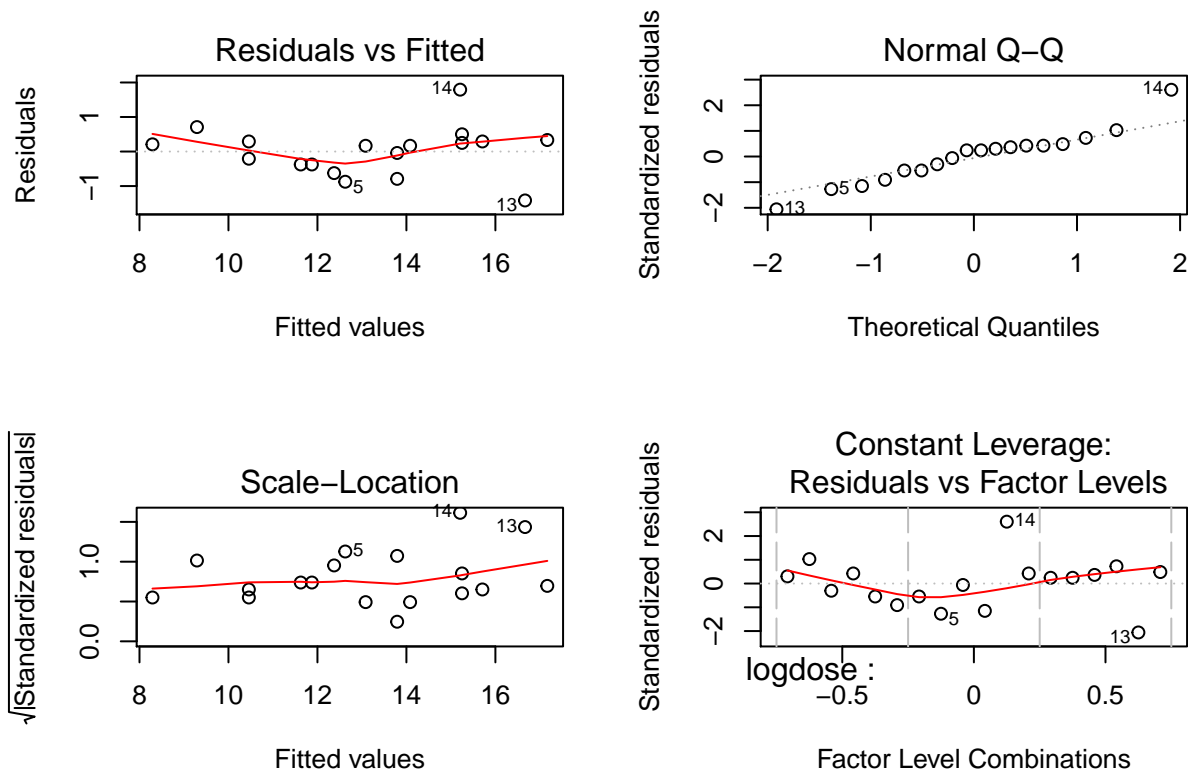 Residuals vs Fitted
Residuals
1
−1
14
5
13
8 10 12 14 16
Fitted values
Normal Q−Q
Standardized residuals
2
0
−2
14
5
13
−2 −1 0 1 2
Theoretical Quantiles
Scale−Location
√|Standardized residuals|
1.0
0.0
14
13
5
8 10 12 14 16
Fitted values
Constant Leverage:
Residuals vs Factor Levels
Standardized residuals
2
0
−2
14
5
13
logdose :
−0.5 0 0.5
Factor Level Combinations